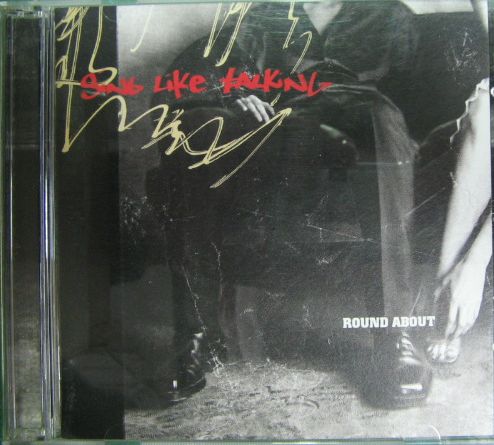 SING LIKE TALKING
ROUND ABOUT